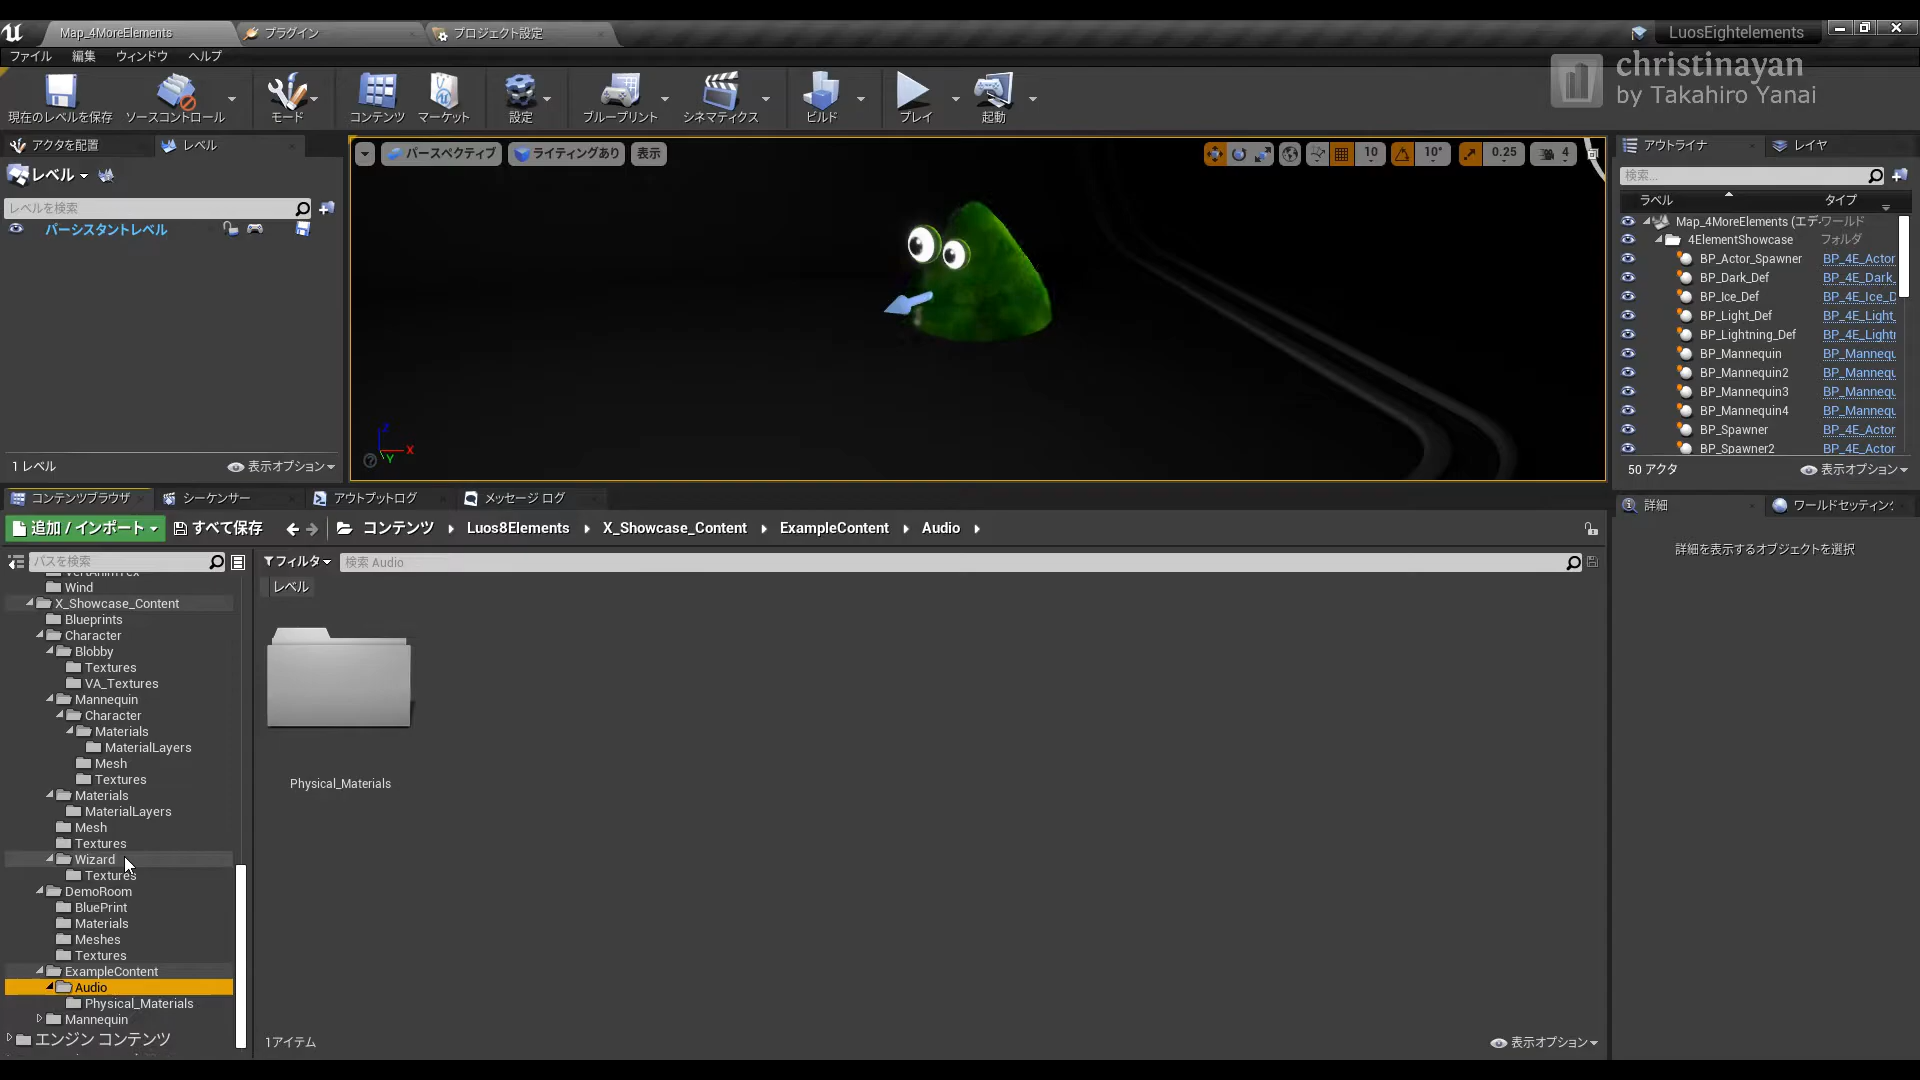 Map_4MoreElements
プラグイン
プロジェクト設定
LuosEightelements
ファイル 編集 ウィンドウ ヘルプ
christinayan
by Takahiro Yanai
現在のレベルを保存 ソースコントロール モード コンテンツ マーケット 設定 ブループリント シネマティクス ビルド プレイ 起動
アクタを配置 レベル
レベル
レベルを検索
パーシスタントレベル
1 レベル 表示オプション
パースペクティブ ライティングあり 表示
10 10° 0.25 4
X
Y
アウトライナ レイヤ
検索...
ラベル タイプ
Map_4MoreElements (エデ ワールド
4ElementShowcase フォルダ
BP_Actor_Spawner BP_4E_Actor
BP_Dark_Def BP_4E_Dark_
BP_Ice_Def BP_4E_Ice_D
BP_Light_Def BP_4E_Light_
BP_Lightning_Def BP_4E_Lightr
BP_Mannequin BP_Mannequ
BP_Mannequin2 BP_Mannequ
BP_Mannequin3 BP_Mannequ
BP_Mannequin4 BP_Mannequ
BP_Spawner BP_4E_Actor
BP_Spawner2 BP_4E_Actor
50 アクタ 表示オプション
コンテンツブラウザ シーケンサー アウトプットログ メッセージ ログ
詳細 ワールドセッティン
詳細を表示するオブジェクトを選択
追加 / インポート すべて保存 コンテンツ Luos8Elements X_Showcase_Content ExampleContent Audio
パスを検索
フィルタ 検索 Audio
レベル
VertAnimTex
Wind
X_Showcase_Content
Blueprints
Character
Blobby
Textures
VA_Textures
Mannequin
Character
Materials
MaterialLayers
Mesh
Textures
Materials
MaterialLayers
Mesh
Textures
Wizard
Textures
DemoRoom
BluePrint
Materials
Meshes
Textures
ExampleContent
Audio
Physical_Materials
Mannequin
エンジン コンテンツ
Physical_Materials
1アイテム 表示オプション